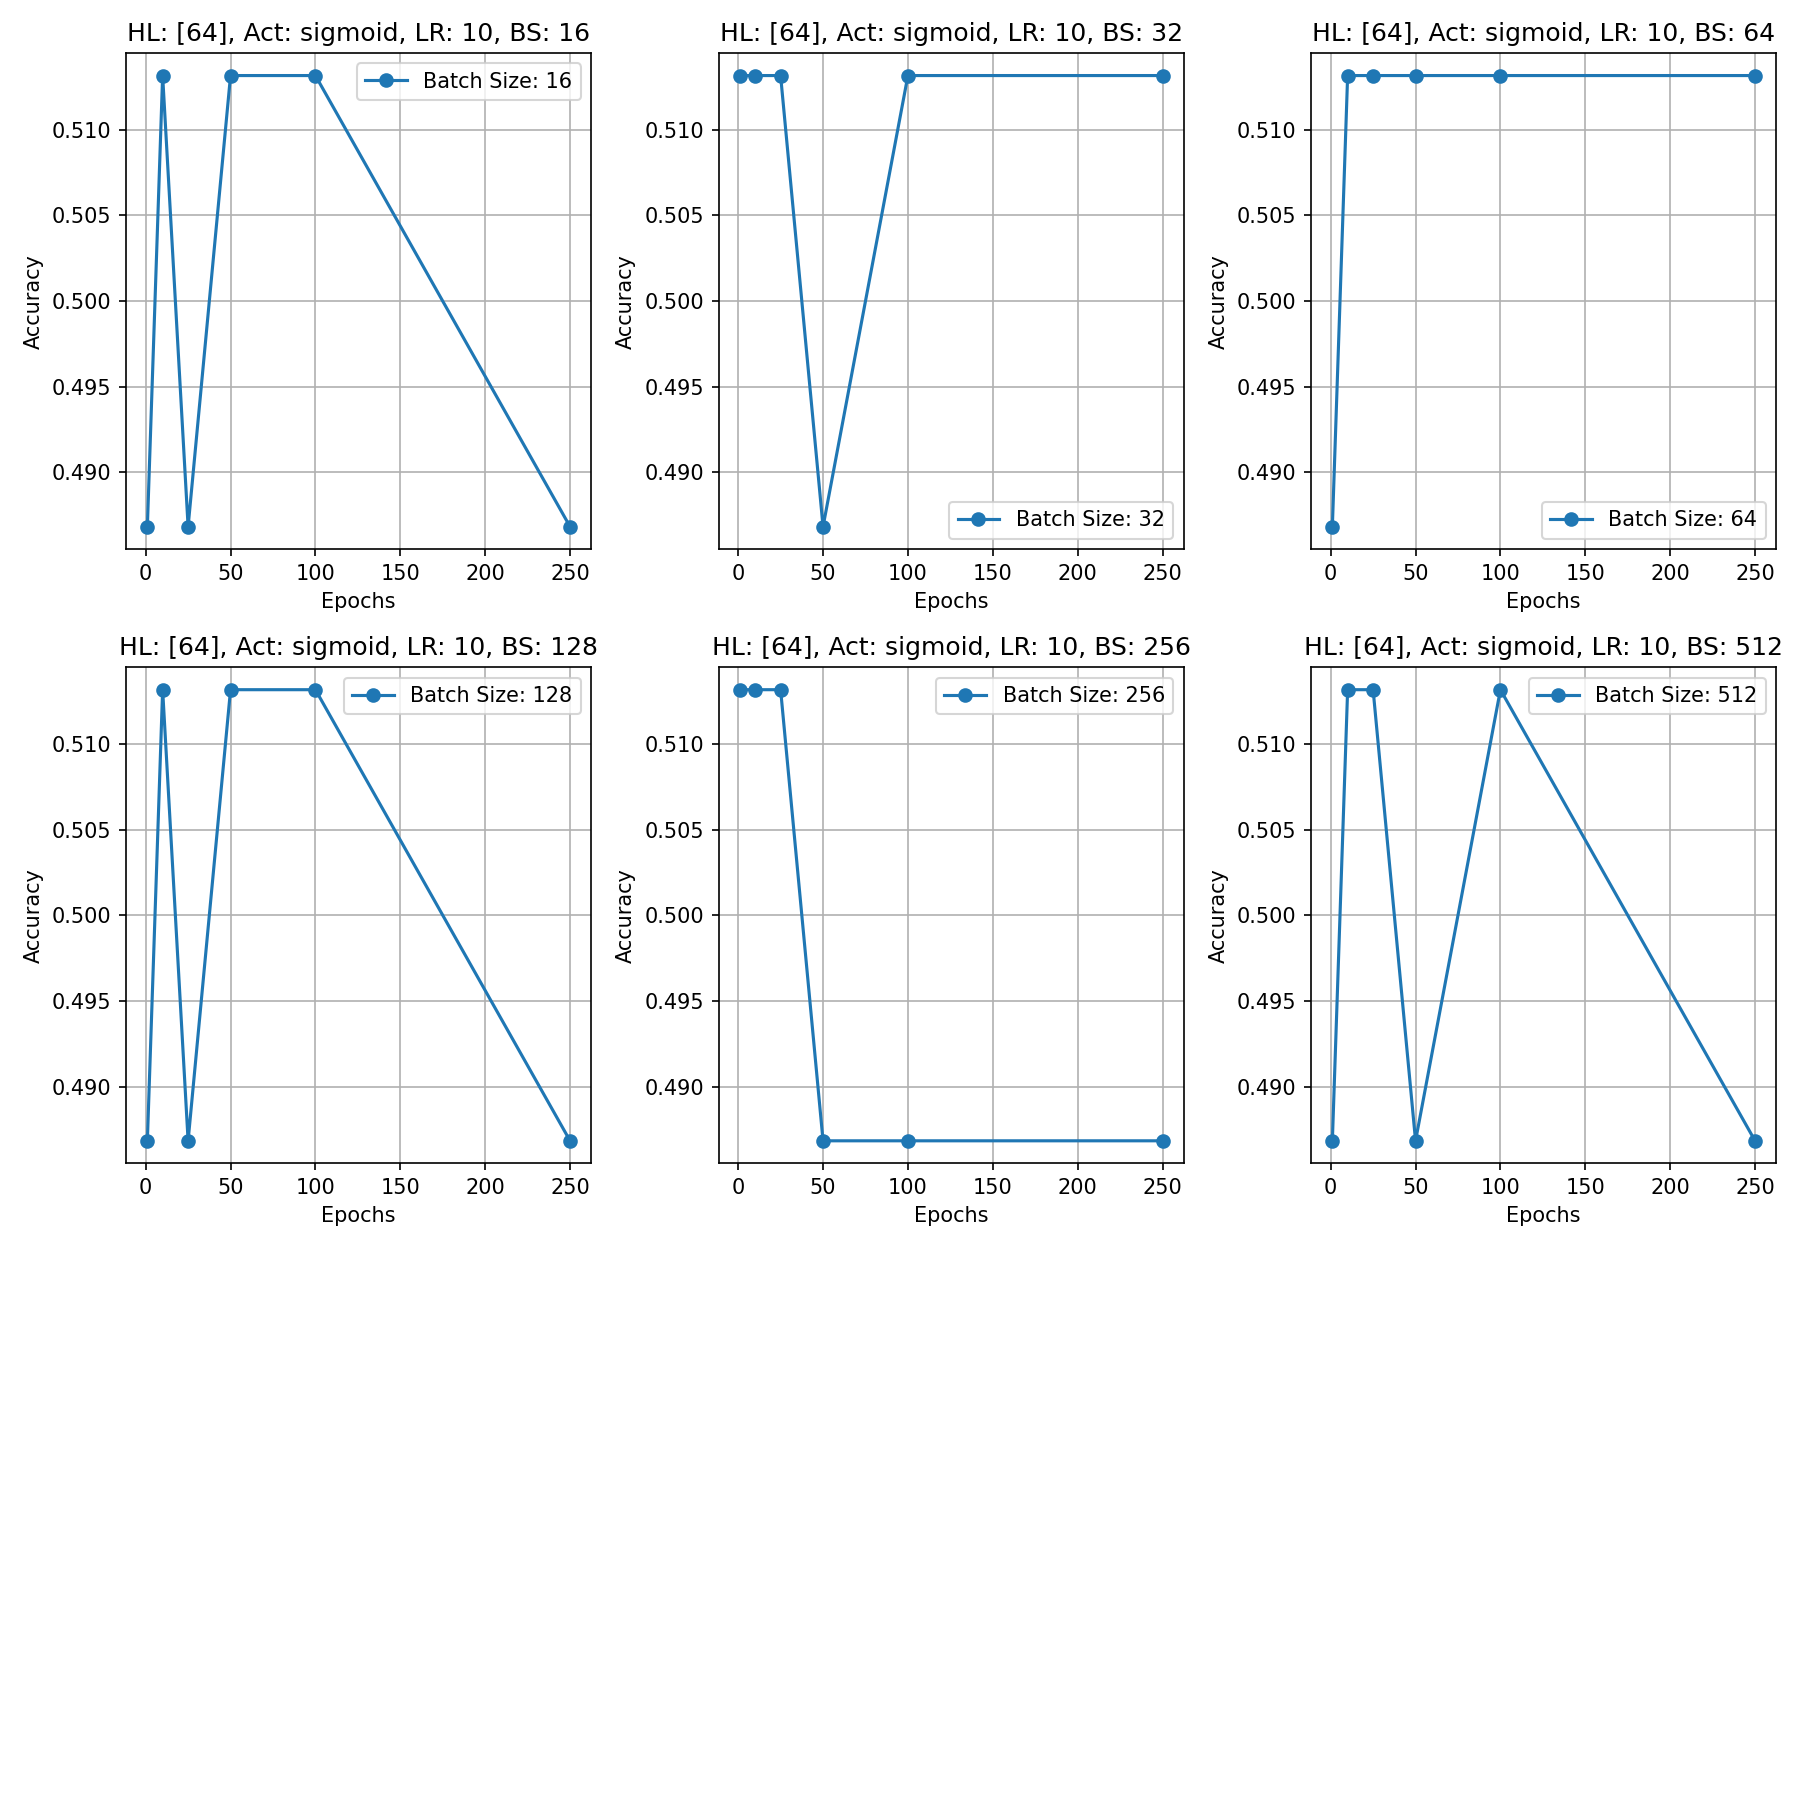 HL: [64], Act: sigmoid, LR: 10, BS: 16
Batch Size: 16
0.510
0.505
0.500
0.495
0.490
Accuracy
0 50 100 150 200 250
Epochs
HL: [64], Act: sigmoid, LR: 10, BS: 32
Batch Size: 32
0.510
0.505
0.500
0.495
0.490
Accuracy
0 50 100 150 200 250
Epochs
HL: [64], Act: sigmoid, LR: 10, BS: 64
Batch Size: 64
0.510
0.505
0.500
0.495
0.490
Accuracy
0 50 100 150 200 250
Epochs
HL: [64], Act: sigmoid, LR: 10, BS: 128
Batch Size: 128
0.510
0.505
0.500
0.495
0.490
Accuracy
0 50 100 150 200 250
Epochs
HL: [64], Act: sigmoid, LR: 10, BS: 256
Batch Size: 256
0.510
0.505
0.500
0.495
0.490
Accuracy
0 50 100 150 200 250
Epochs
HL: [64], Act: sigmoid, LR: 10, BS: 512
Batch Size: 512
0.510
0.505
0.500
0.495
0.490
Accuracy
0 50 100 150 200 250
Epochs